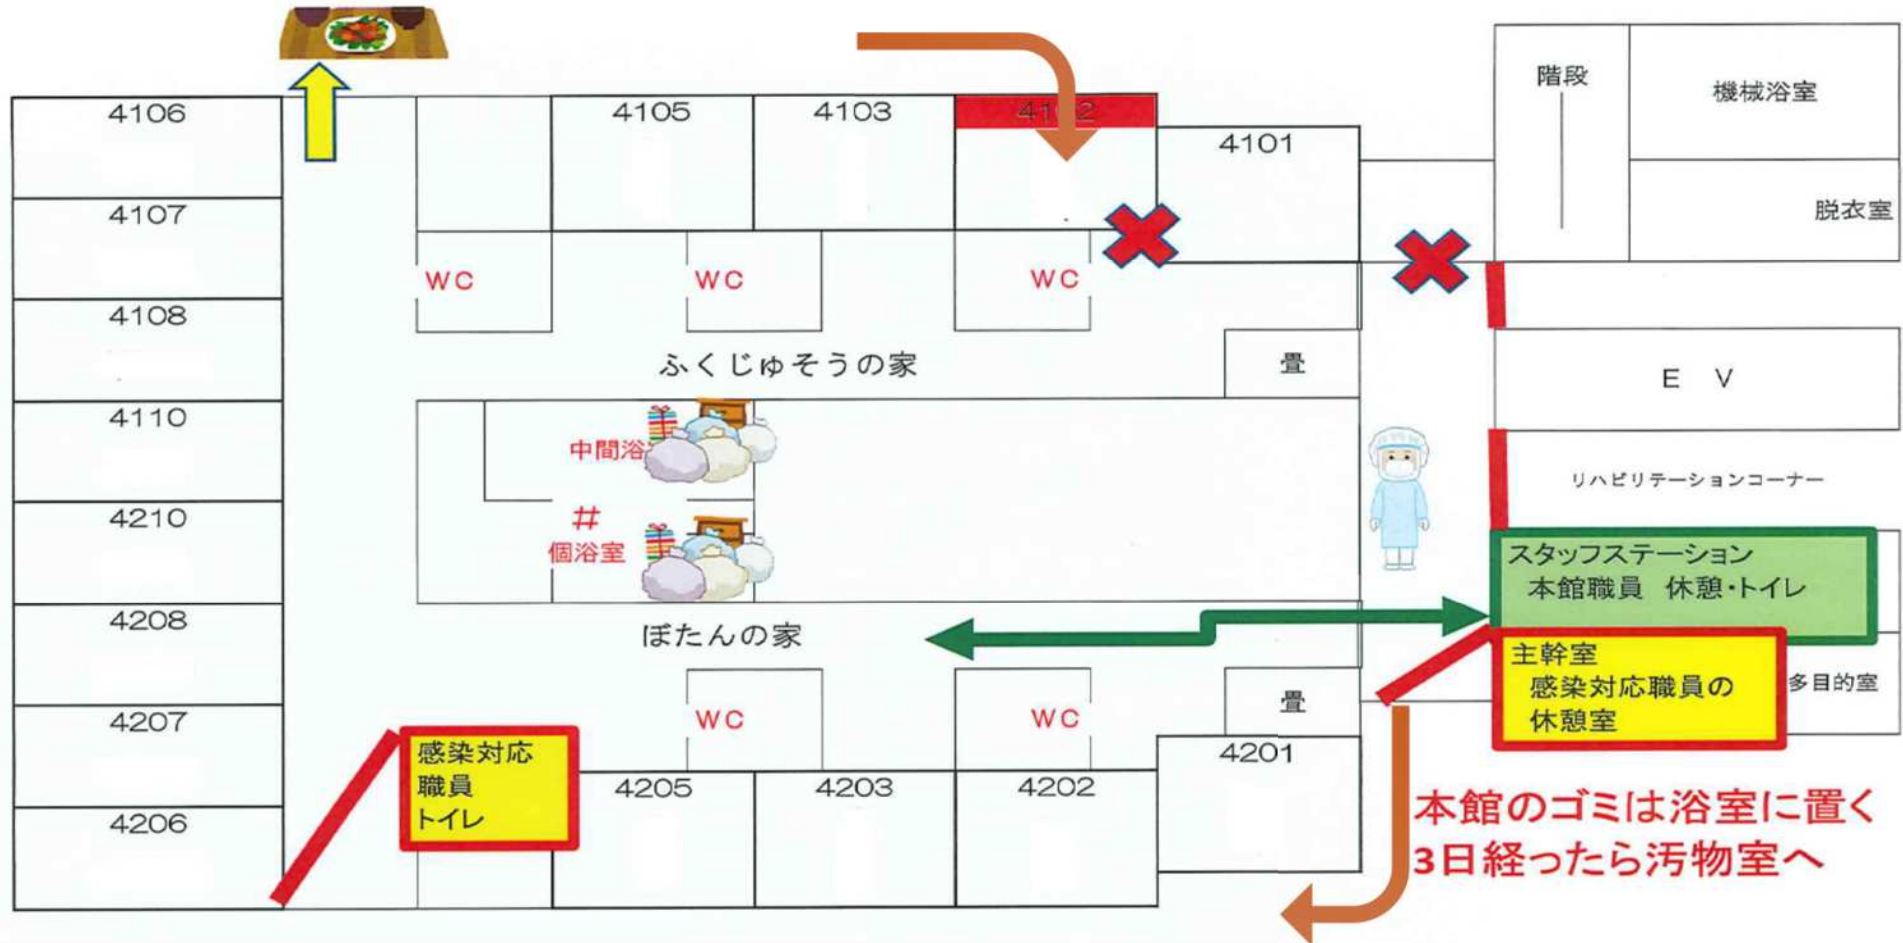 階段
機械浴室
4106
4105
4103
4102
4101
脱衣室
4107
WC
WC
WC
4108
ふくじゅそうの家
畳
E V
4110
中間浴
リハビリテーションコーナー
4210
#
個浴室
スタッフステーション
本館職員 休憩・トイレ
4208
ぼたんの家
主幹室
感染対応職員の
休憩室
多目的室
4207
WC
WC
畳
感染対応
職員
トイレ
4201
4205
4203
4202
4206
本館のゴミは浴室に置く
3日経ったら汚物室へ